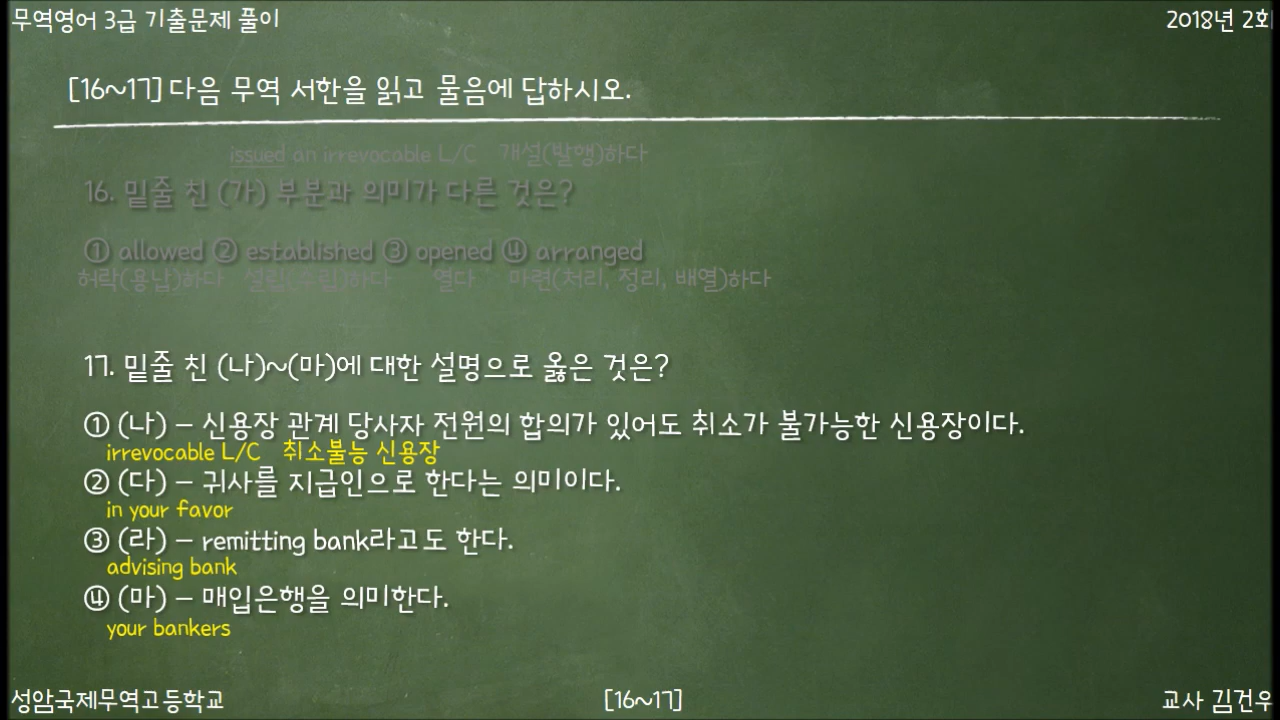 무역영어 3급 기출문제 풀이
2018년 2회
[16~17] 다음 무역 서한을 읽고 물음에 답하시오.
issued an irrevocable L/C 개설(발행)하다
16. 밑줄 친 (가) 부분과 의미가 다른 것은?
① allowed ② established ③ opened ④ arranged
허락(용납)하다 설립(수립)하다 열다 마련(처리, 정리, 배열)하다
17. 밑줄 친 (나)~(마)에 대한 설명으로 옳은 것은?
① (나) – 신용장 관계 당사자 전원의 합의가 있어도 취소가 불가능한 신용장이다.
irrevocable L/C 취소불능 신용장
② (다) – 귀사를 지급인으로 한다는 의미이다.
in your favor
③ (라) – remitting bank라고도 한다.
advising bank
④ (마) – 매입은행을 의미한다.
your bankers
성암국제무역고등학교
[16~17]
교사 김건우